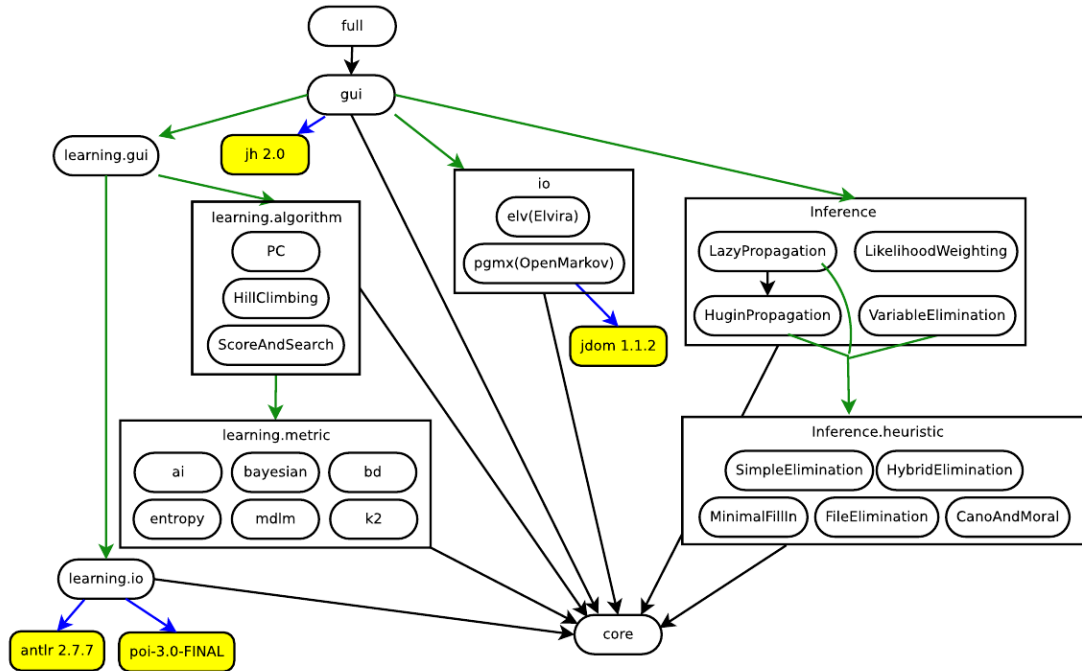 full
gui
learning.gui
jh 2.0
io
elv(Elvira)
pgmx(OpenMarkov)
jdom 1.1.2
Inference
LazyPropagation
LikelihoodWeighting
HuginPropagation
VariableElimination
learning.algorithm
PC
HillClimbing
ScoreAndSearch
learning.metric
ai
bayesian
bd
entropy
mdlm
k2
Inference.heuristic
SimpleElimination
HybridElimination
MinimalFillIn
FileElimination
CanoAndMoral
learning.io
core
antlr 2.7.7
poi-3.0-FINAL